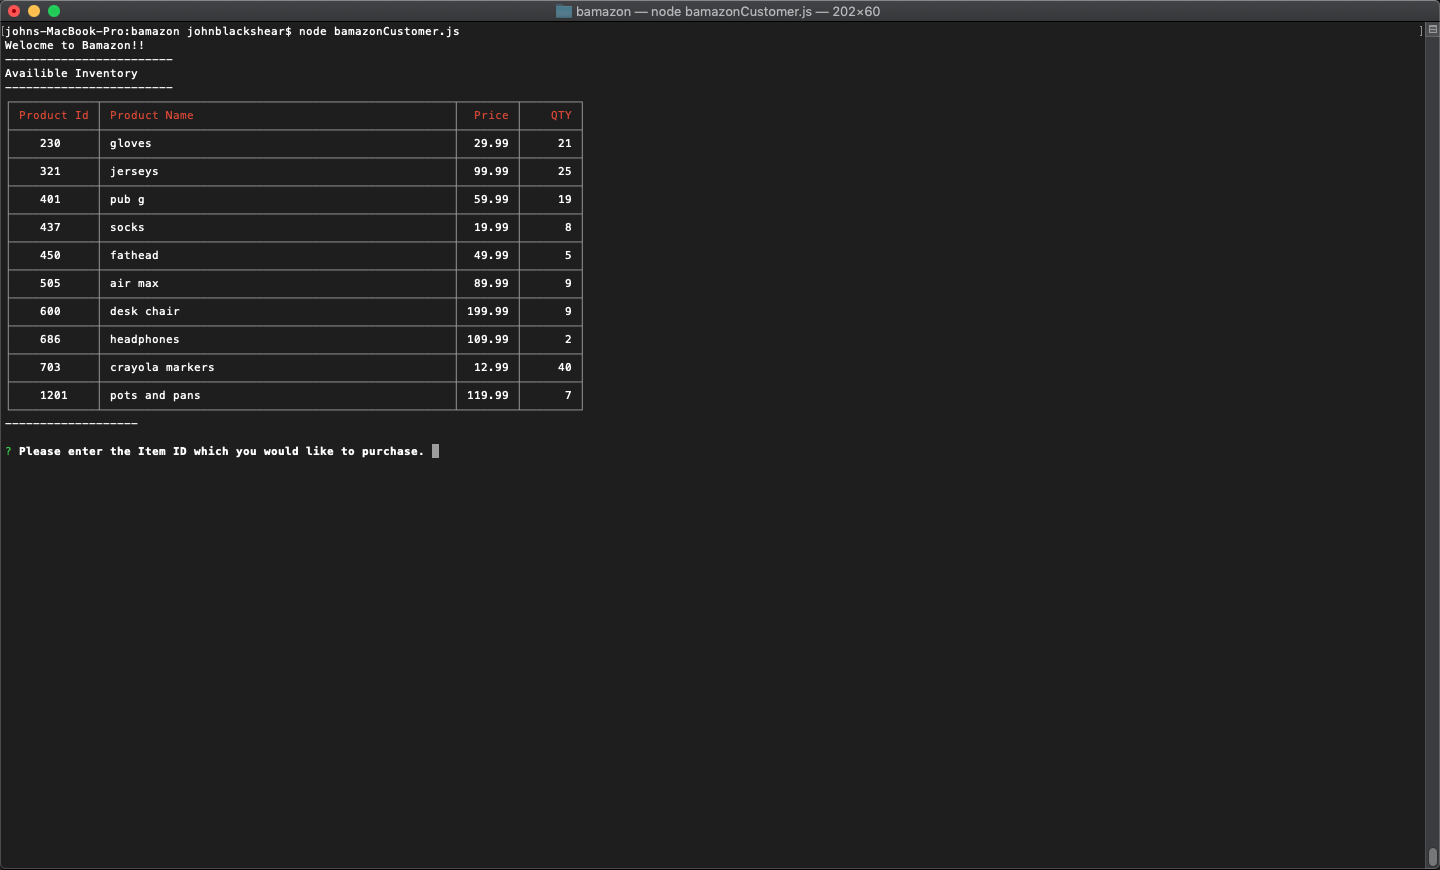 bamazon — node bamazonCustomer.js — 202×60
[johns-MacBook-Pro:bamazon johnblackshear$ node bamazonCustomer.js ]
Welocme to Bamazon!!
------------------------
Availible Inventory
------------------------
Product Id Product Name Price QTY
230 gloves 29.99 21
321 jerseys 99.99 25
401 pub g 59.99 19
437 socks 19.99 8
450 fathead 49.99 5
505 air max 89.99 9
600 desk chair 199.99 9
686 headphones 109.99 2
703 crayola markers 12.99 40
1201 pots and pans 119.99 7
-------------------
? Please enter the Item ID which you would like to purchase.